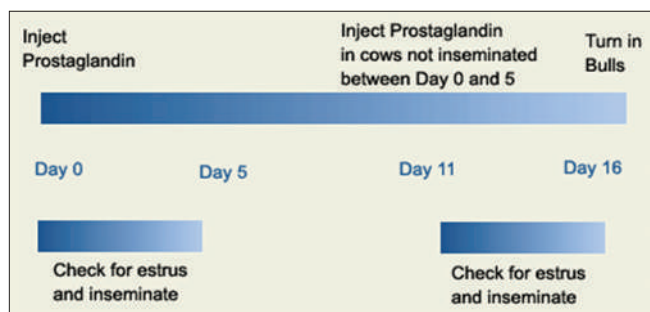 Inject
Prostaglandin
Inject Prostaglandin
in cows not inseminated
between Day 0 and 5
Turn in
Bulls
Day 0
Day 5
Day 11
Day 16
Check for estrus
and inseminate
Check for estrus
and inseminate